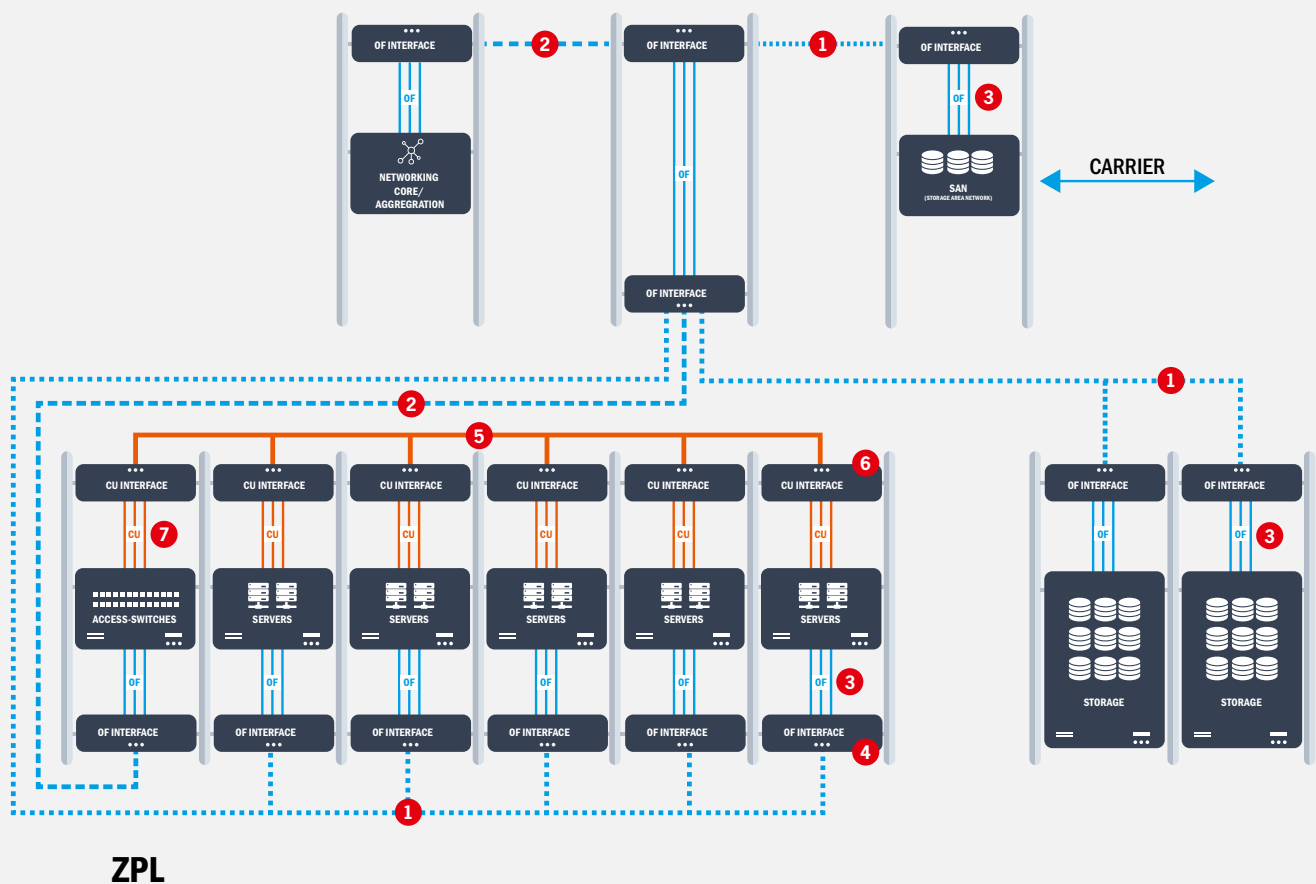 OF INTERFACE
2
OF INTERFACE
1
OF INTERFACE
OF
OF
3
NETWORKING
CORE/
AGGREGRATION
OF
SAN
(STORAGE AREA NETWORK)
CARRIER
OF INTERFACE
1
2
5
6
CU INTERFACE
CU INTERFACE
CU INTERFACE
CU INTERFACE
CU INTERFACE
CU INTERFACE
OF INTERFACE
OF INTERFACE
CU
7
CU
CU
CU
CU
CU
OF
OF
3
ACCESS-SWITCHES
SERVERS
SERVERS
SERVERS
SERVERS
SERVERS
OF
OF
OF
OF
OF
OF
3
STORAGE
STORAGE
OF INTERFACE
OF INTERFACE
OF INTERFACE
OF INTERFACE
OF INTERFACE
OF INTERFACE
4
1
ZPL